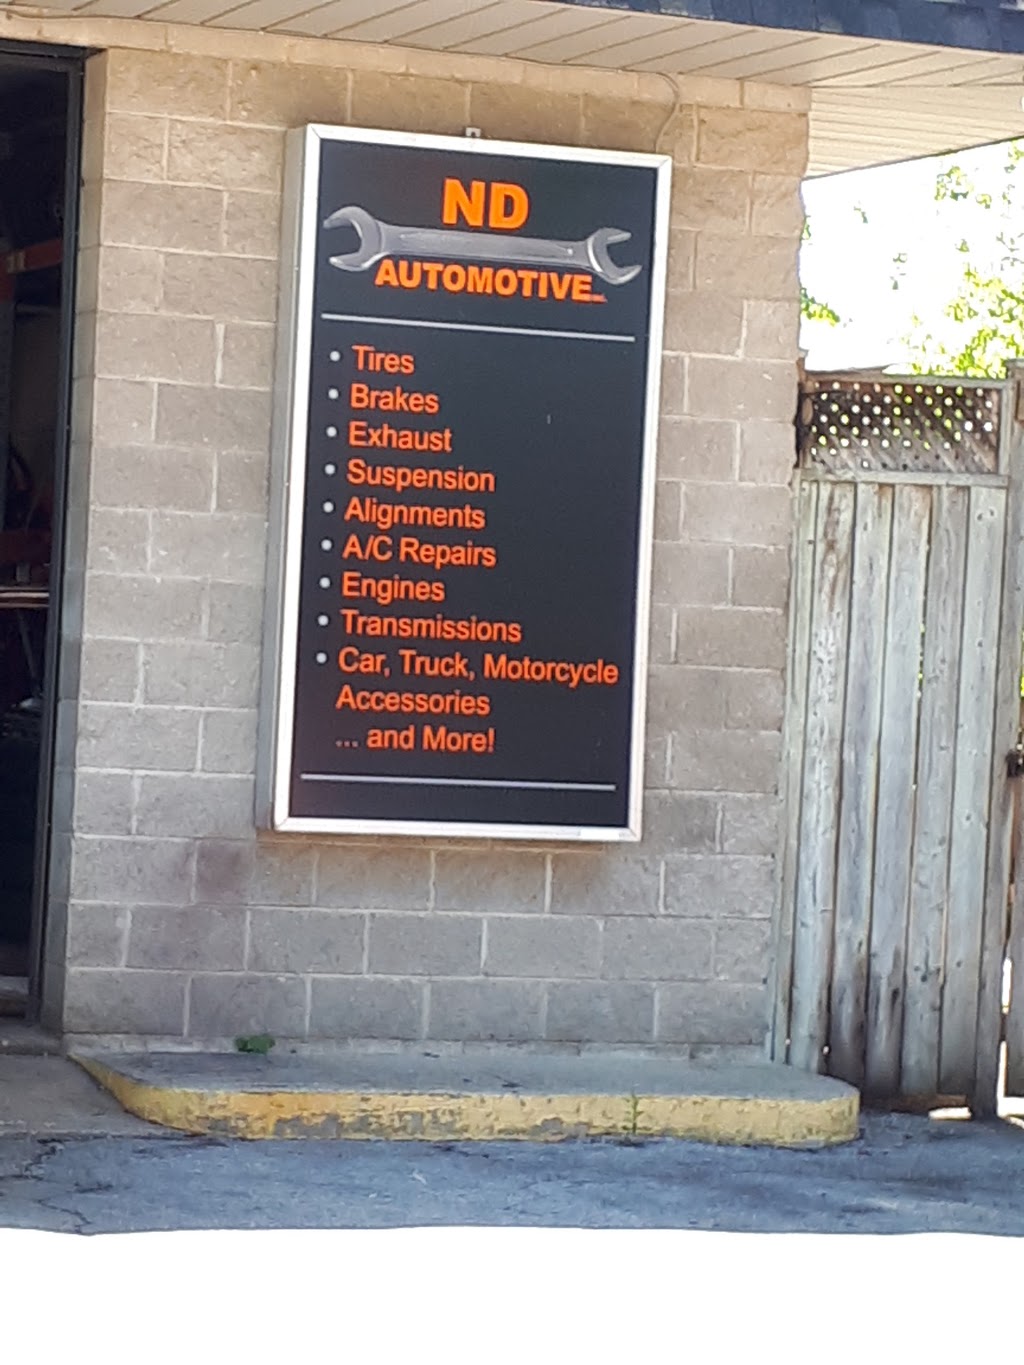 ND
AUTOMOTIVE
• Tires
• Brakes
• Exhaust
• Suspension
• Alignments
• A/C Repairs
• Engines
• Transmissions
• Car, Truck, Motorcycle
Accessories
... and More!